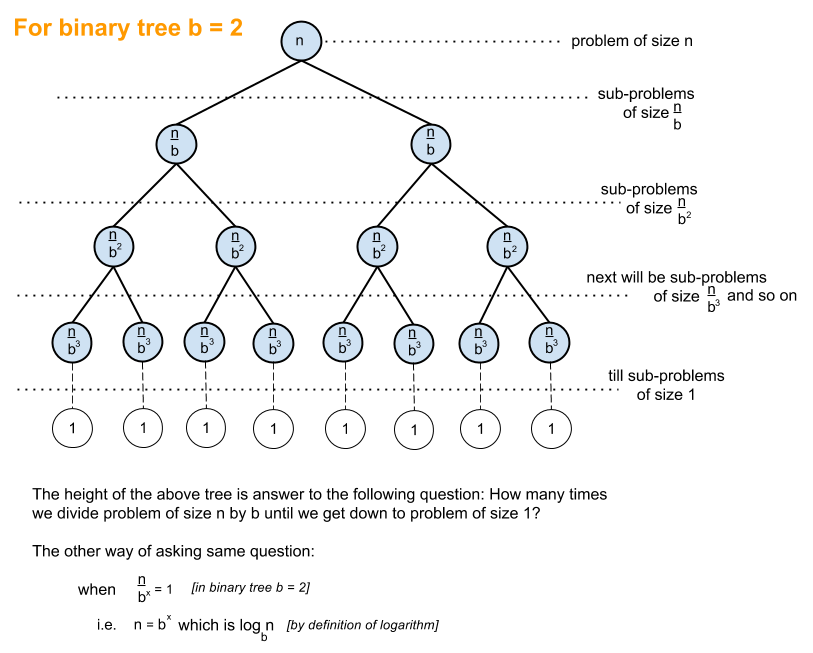 For binary tree b = 2
n
problem of size n
sub-problems
of size n/b
n/b n/b
sub-problems
of size n/b²
n/b² n/b² n/b² n/b²
next will be sub-problems
of size n/b³ and so on
n/b³ n/b³ n/b³ n/b³ n/b³ n/b³ n/b³ n/b³
till sub-problems
of size 1
1 1 1 1 1 1 1 1
The height of the above tree is answer to the following question: How many times
we divide problem of size n by b until we get down to problem of size 1?
The other way of asking same question:
when n/bˣ = 1 [in binary tree b = 2]
i.e. n = bˣ which is log_b n [by definition of logarithm]